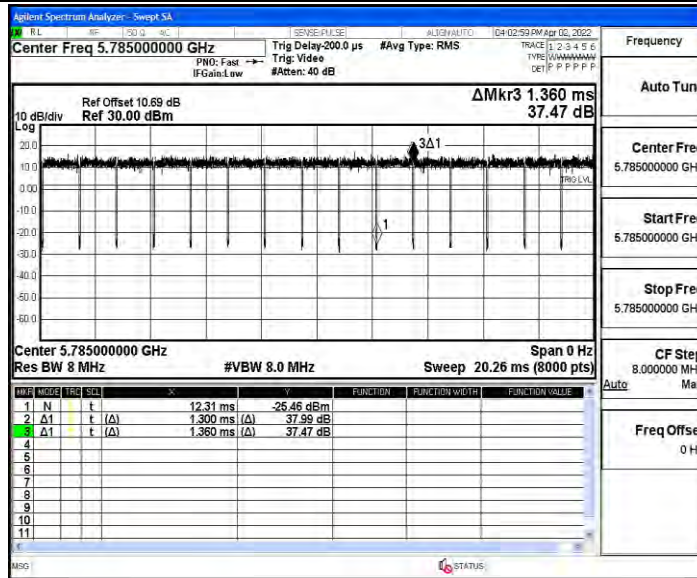 Agilent Spectrum Analyzer - Swept SA
RL RF 50 Ω AC SENSE:PULSE ALIGNAUTO 04:02:59 PM Apr 02, 2022
Center Freq 5.785000000 GHz
PNO: Fast
IFGain:Low
Trig Delay-200.0 µs
Trig: Video
#Atten: 40 dB
#Avg Type: RMS
TRACE 1 2 3 4 5 6
TYPE WWWWWW
DET P P P P P P
Ref Offset 10.69 dB
10 dB/div Ref 30.00 dBm
ΔMkr3 1.360 ms
37.47 dB
Log
20.0
10.0
0.00
-10.0
-20.0
-30.0
-40.0
-50.0
-60.0
3Δ1
TRIG LVL
1
Center 5.785000000 GHz Span 0 Hz
Res BW 8 MHz #VBW 8.0 MHz Sweep 20.26 ms (8000 pts)
MKR MODE TRC SCL X Y FUNCTION FUNCTION WIDTH FUNCTION VALUE
1 N t 12.31 ms -25.46 dBm
2 Δ1 t (Δ) 1.300 ms (Δ) 37.99 dB
3 Δ1 t (Δ) 1.360 ms (Δ) 37.47 dB
4
5
6
7
8
9
10
11
MSG STATUS
Frequency
Auto Tun
Center Fre
5.785000000 GH
Start Fre
5.785000000 GH
Stop Fre
5.785000000 GH
CF Ste
8.000000 MH
Auto Ma
Freq Offse
0 H